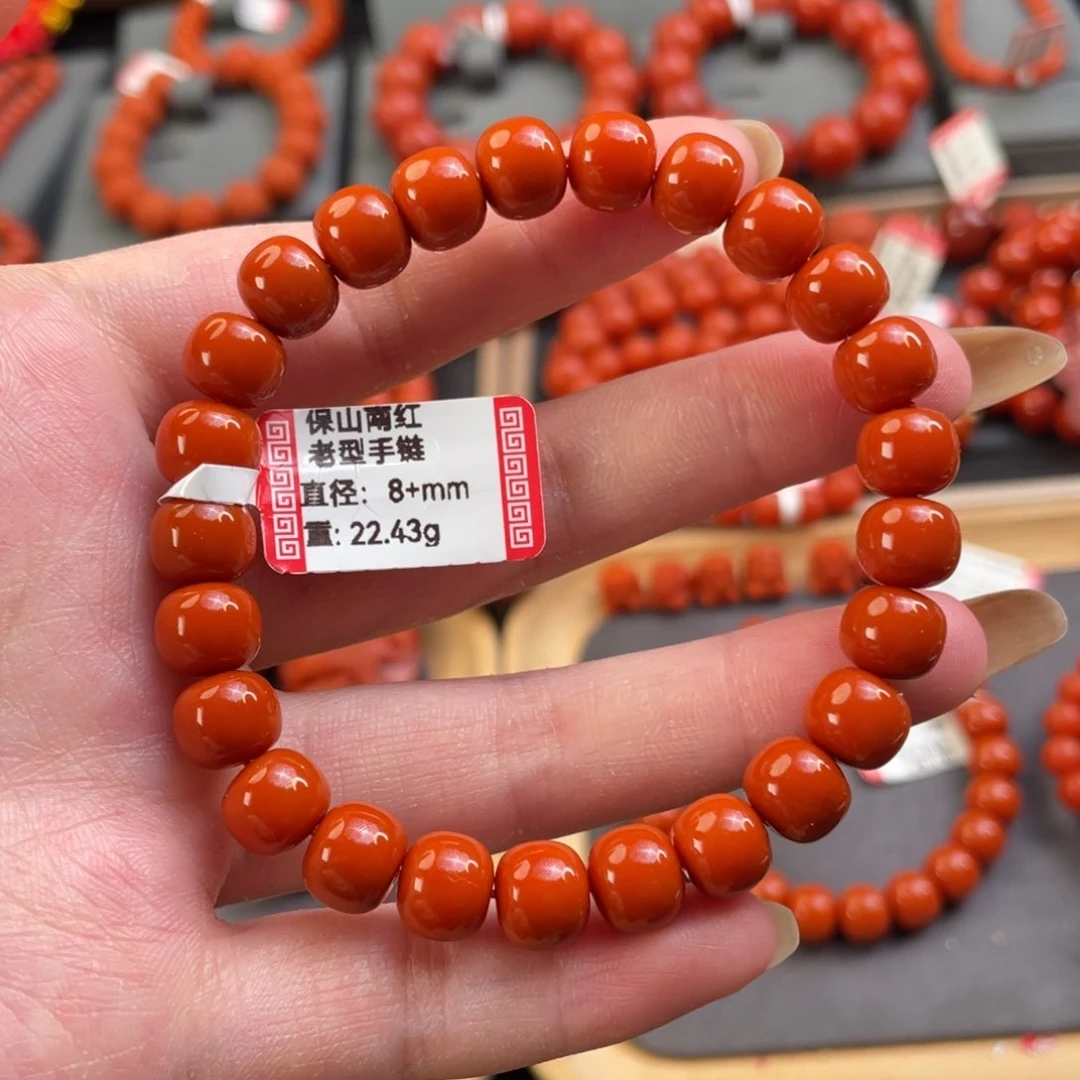 保山南红
老型手链
直径: 8+mm
重: 22.43g